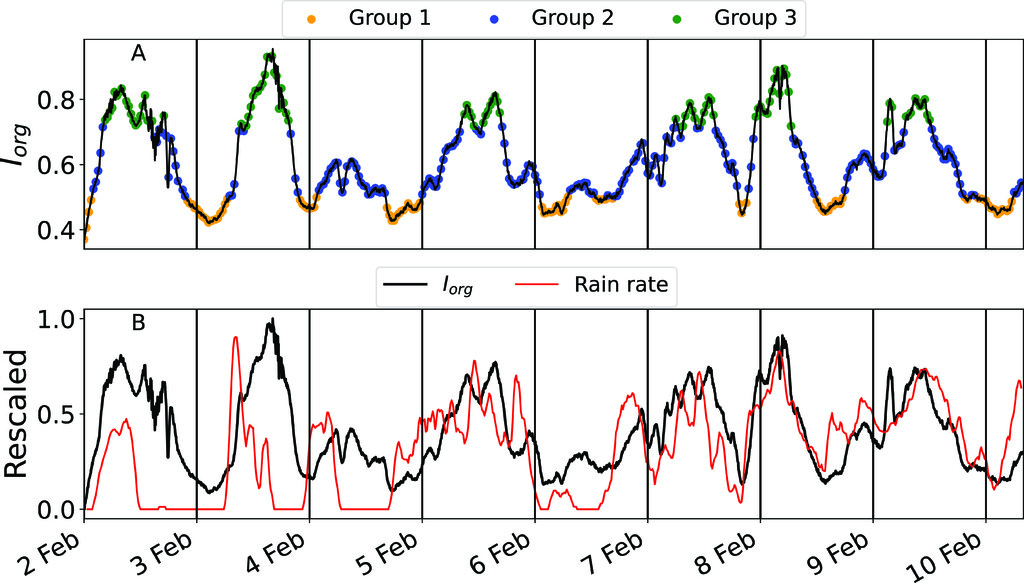 Group 1 Group 2 Group 3
A
I_org
0.8
0.6
0.4
I_org Rain rate
B
Rescaled
1.0
0.5
0.0
2 Feb 3 Feb 4 Feb 5 Feb 6 Feb 7 Feb 8 Feb 9 Feb 10 Feb